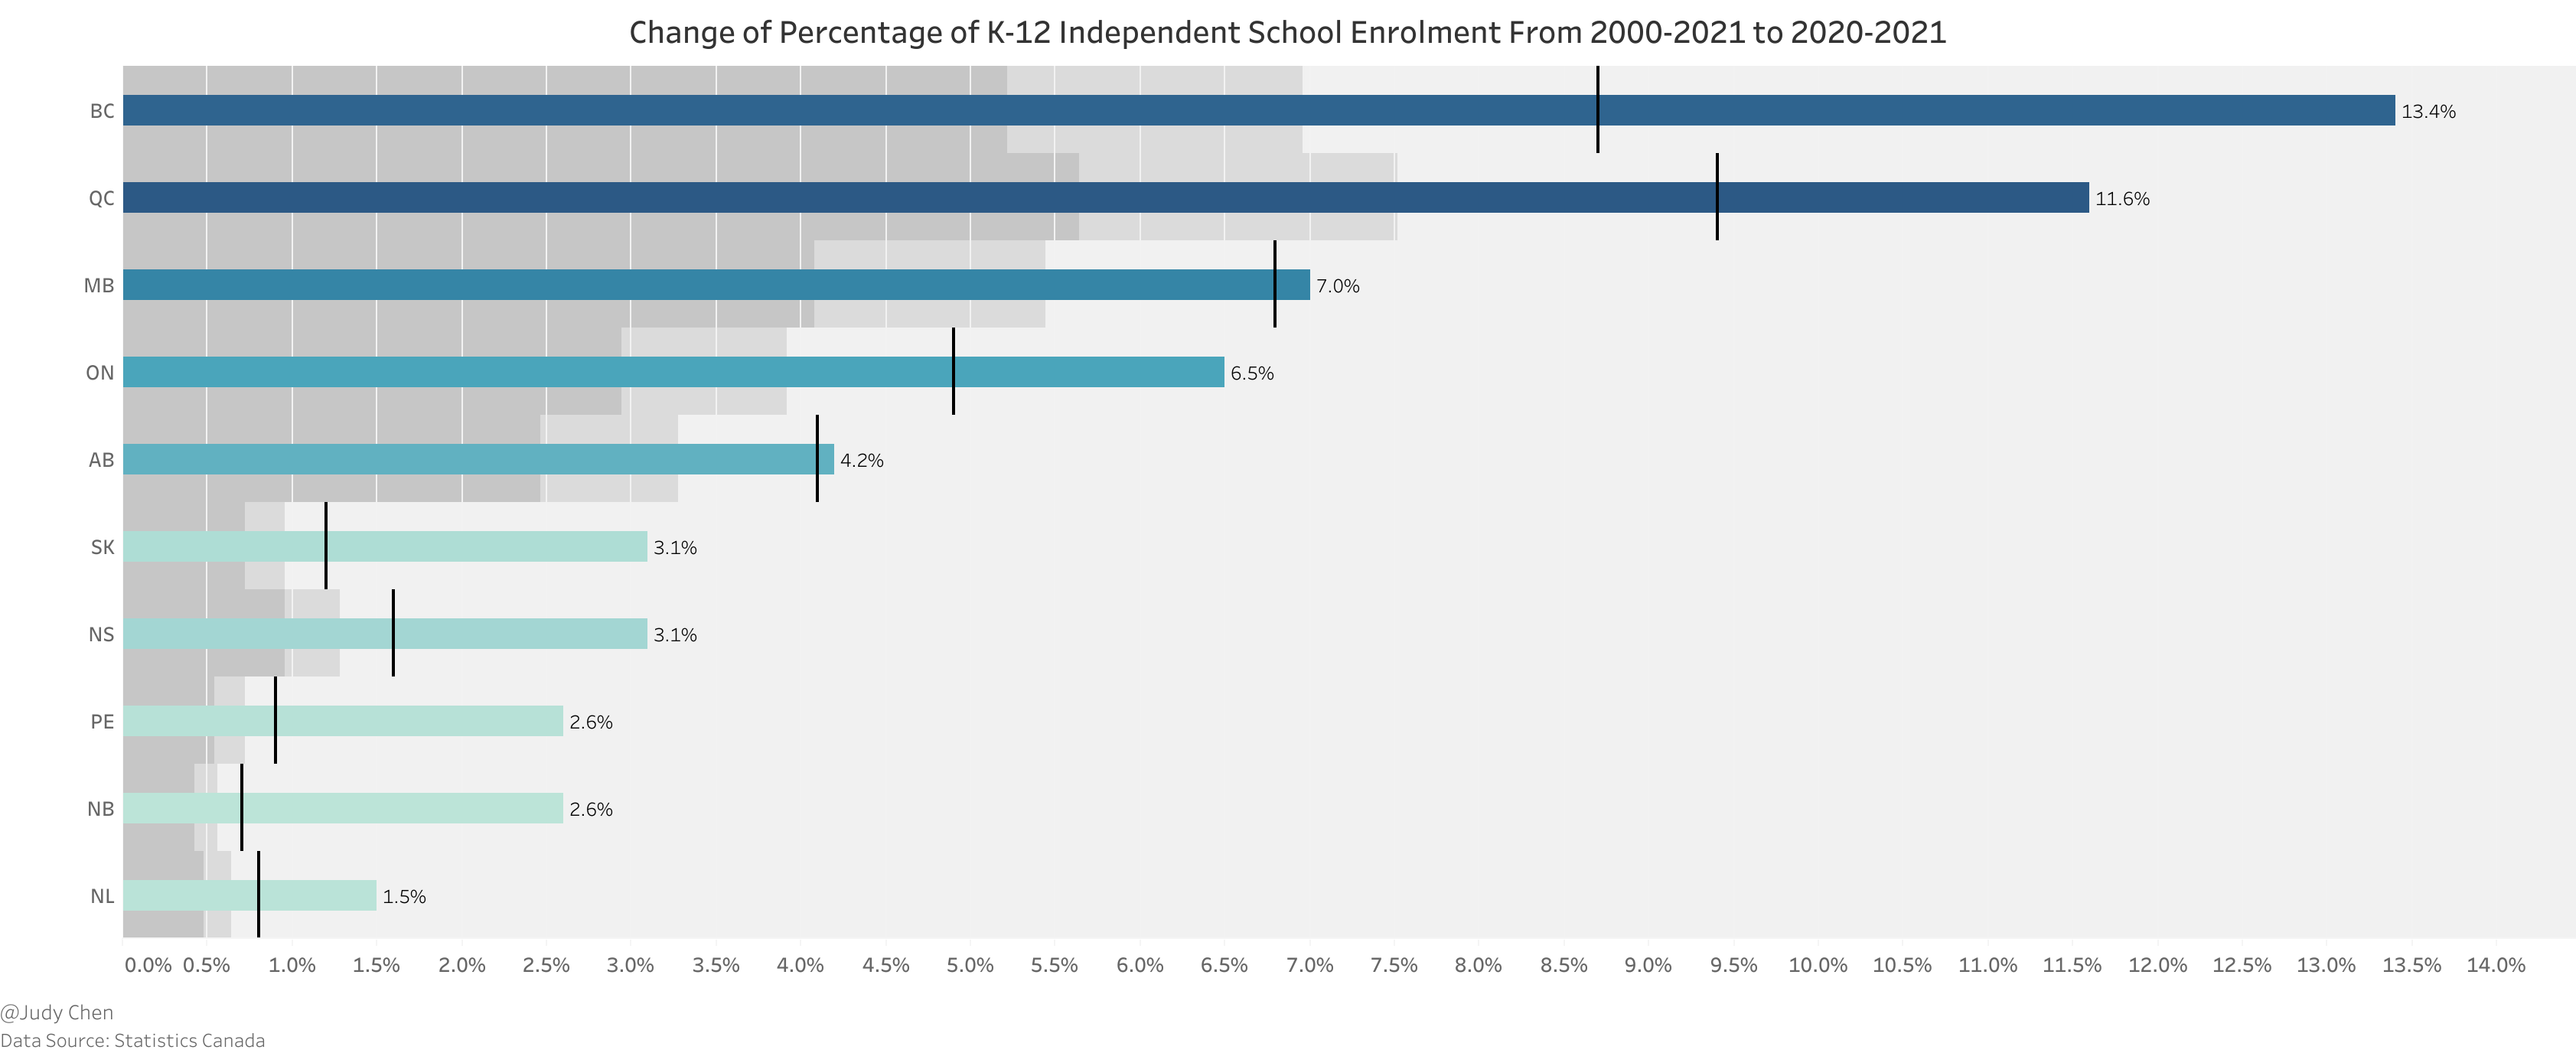 Change of Percentage of K-12 Independent School Enrolment From 2000-2021 to 2020-2021
BC 13.4%
QC 11.6%
MB 7.0%
ON 6.5%
AB 4.2%
SK 3.1%
NS 3.1%
PE 2.6%
NB 2.6%
NL 1.5%
0.0% 0.5% 1.0% 1.5% 2.0% 2.5% 3.0% 3.5% 4.0% 4.5% 5.0% 5.5% 6.0% 6.5% 7.0% 7.5% 8.0% 8.5% 9.0% 9.5% 10.0% 10.5% 11.0% 11.5% 12.0% 12.5% 13.0% 13.5% 14.0%
@Judy Chen
Data Source: Statistics Canada